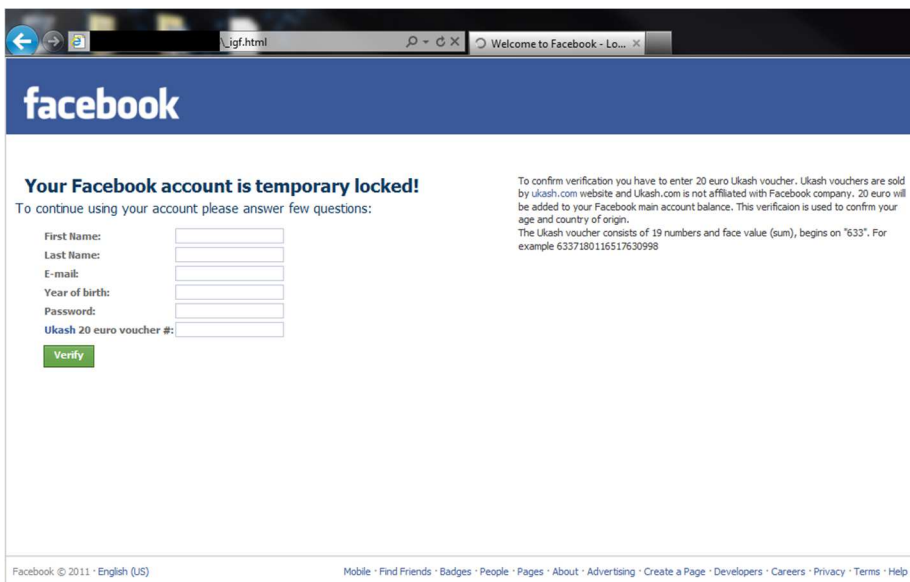 \_igf.html
Welcome to Facebook - Lo...
facebook
Your Facebook account is temporary locked!
To continue using your account please answer few questions:
First Name:
Last Name:
E-mail:
Year of birth:
Password:
Ukash 20 euro voucher #:
Verify
To confirm verification you have to enter 20 euro Ukash voucher. Ukash vouchers are sold
by ukash.com website and Ukash.com is not affiliated with Facebook company. 20 euro will
be added to your Facebook main account balance. This verificaion is used to confrm your
age and country of origin.
The Ukash voucher consists of 19 numbers and face value (sum), begins on "633". For
example 6337180116517630998
Facebook © 2011 · English (US)
Mobile · Find Friends · Badges · People · Pages · About · Advertising · Create a Page · Developers · Careers · Privacy · Terms · Help